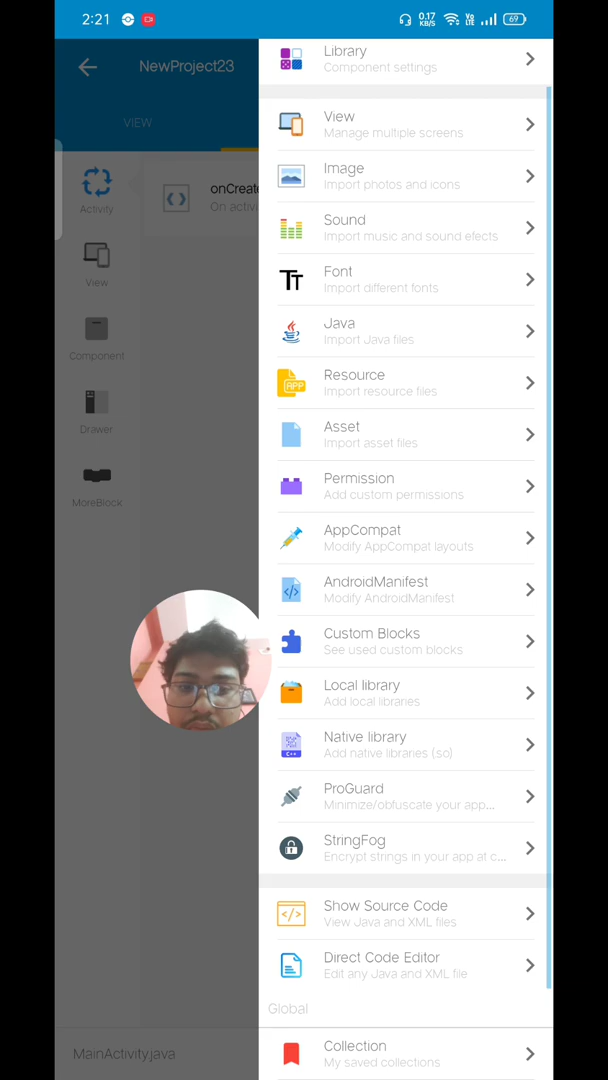 2:21
0.17
KB/S
Vo
LTE
69
NewProject23
VIEW
Activity
View
Component
Drawer
MoreBlock
onCreate
On activi
MainActivity.java
Library
Component settings
View
Manage multiple screens
Image
Import photos and icons
Sound
Import music and sound efects
Font
Import different fonts
Java
Import Java files
APP
Resource
Import resource files
Asset
Import asset files
Permission
Add custom permissions
AppCompat
Modify AppCompat layouts
AndroidManifest
Modify AndroidManifest
Custom Blocks
See used custom blocks
Local library
Add local libraries
C++
Native library
Add native libraries (so)
ProGuard
Minimize/obfuscate your app...
StringFog
Encrypt strings in your app at c...
Show Source Code
View Java and XML files
Direct Code Editor
Edit any Java and XML file
Global
Collection
My saved collections